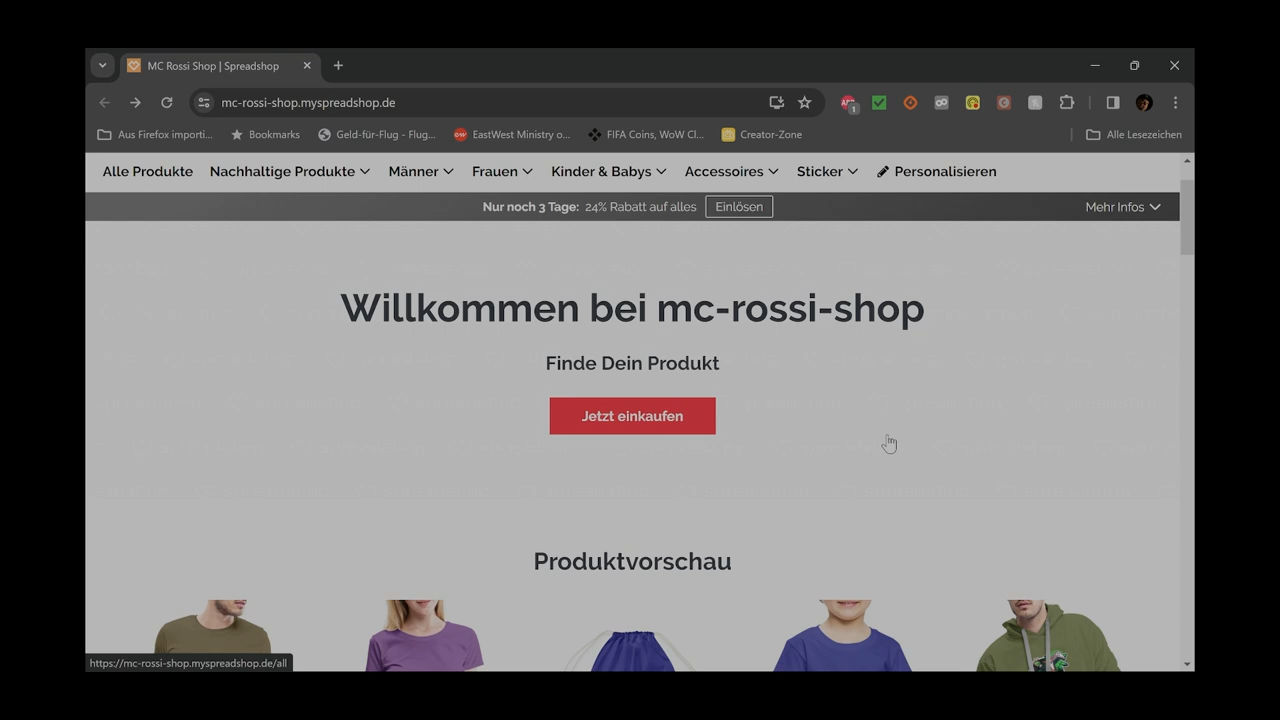 MC Rossi Shop | Spreadshop
mc-rossi-shop.myspreadshop.de
1
Aus Firefox importi... Bookmarks Geld-für-Flug - Flug... EastWest Ministry o... FIFA Coins, WoW Cl... Creator-Zone Alle Lesezeichen
Alle Produkte Nachhaltige Produkte Männer Frauen Kinder & Babys Accessoires Sticker Personalisieren
Nur noch 3 Tage: 24% Rabatt auf alles Einlösen Mehr Infos
Willkommen bei mc-rossi-shop
Finde Dein Produkt
Jetzt einkaufen
Produktvorschau
https://mc-rossi-shop.myspreadshop.de/all